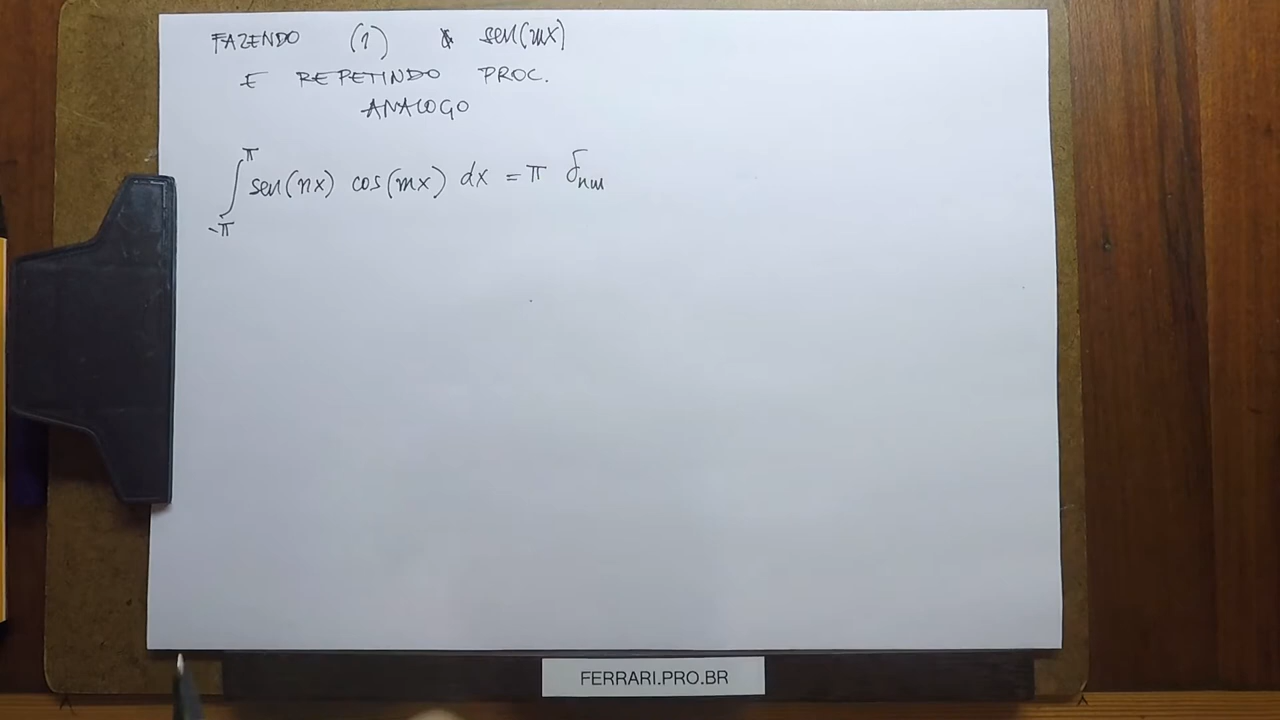 FAZENDO (1) * sen(mx)
E REPETINDO PROC.
ANALOGO
∫_{-π}^{π} sen(nx) cos(mx) dx = π δ_{nm}
FERRARI.PRO.BR